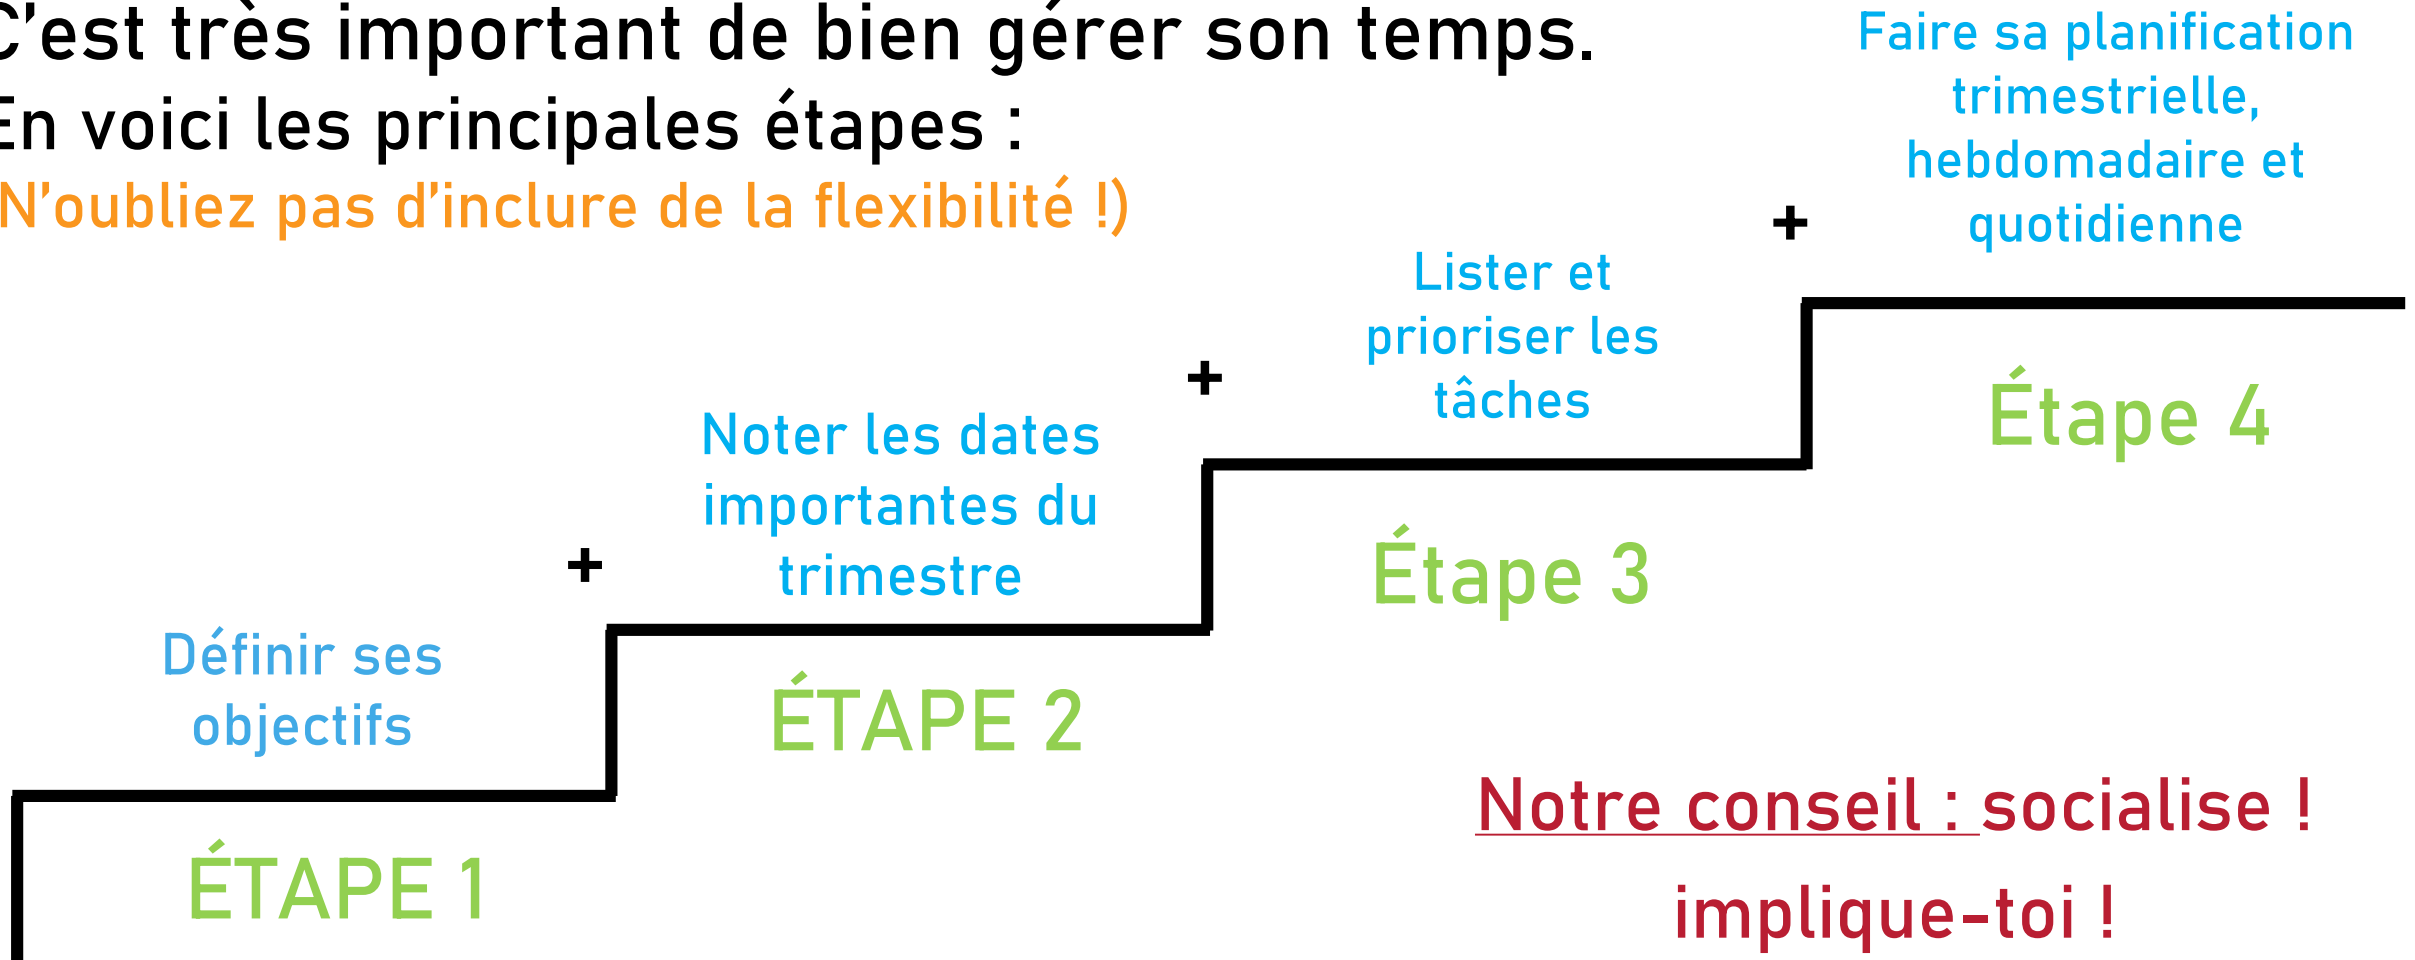 C'est très important de bien gérer son temps.
En voici les principales étapes :
N'oubliez pas d'inclure de la flexibilité !)
Définir ses
objectifs
ÉTAPE 1
+
Noter les dates
importantes du
trimestre
ÉTAPE 2
+
Lister et
prioriser les
tâches
Étape 3
+
Faire sa planification
trimestrielle,
hebdomadaire et
quotidienne
Étape 4
Notre conseil : socialise !
implique-toi !